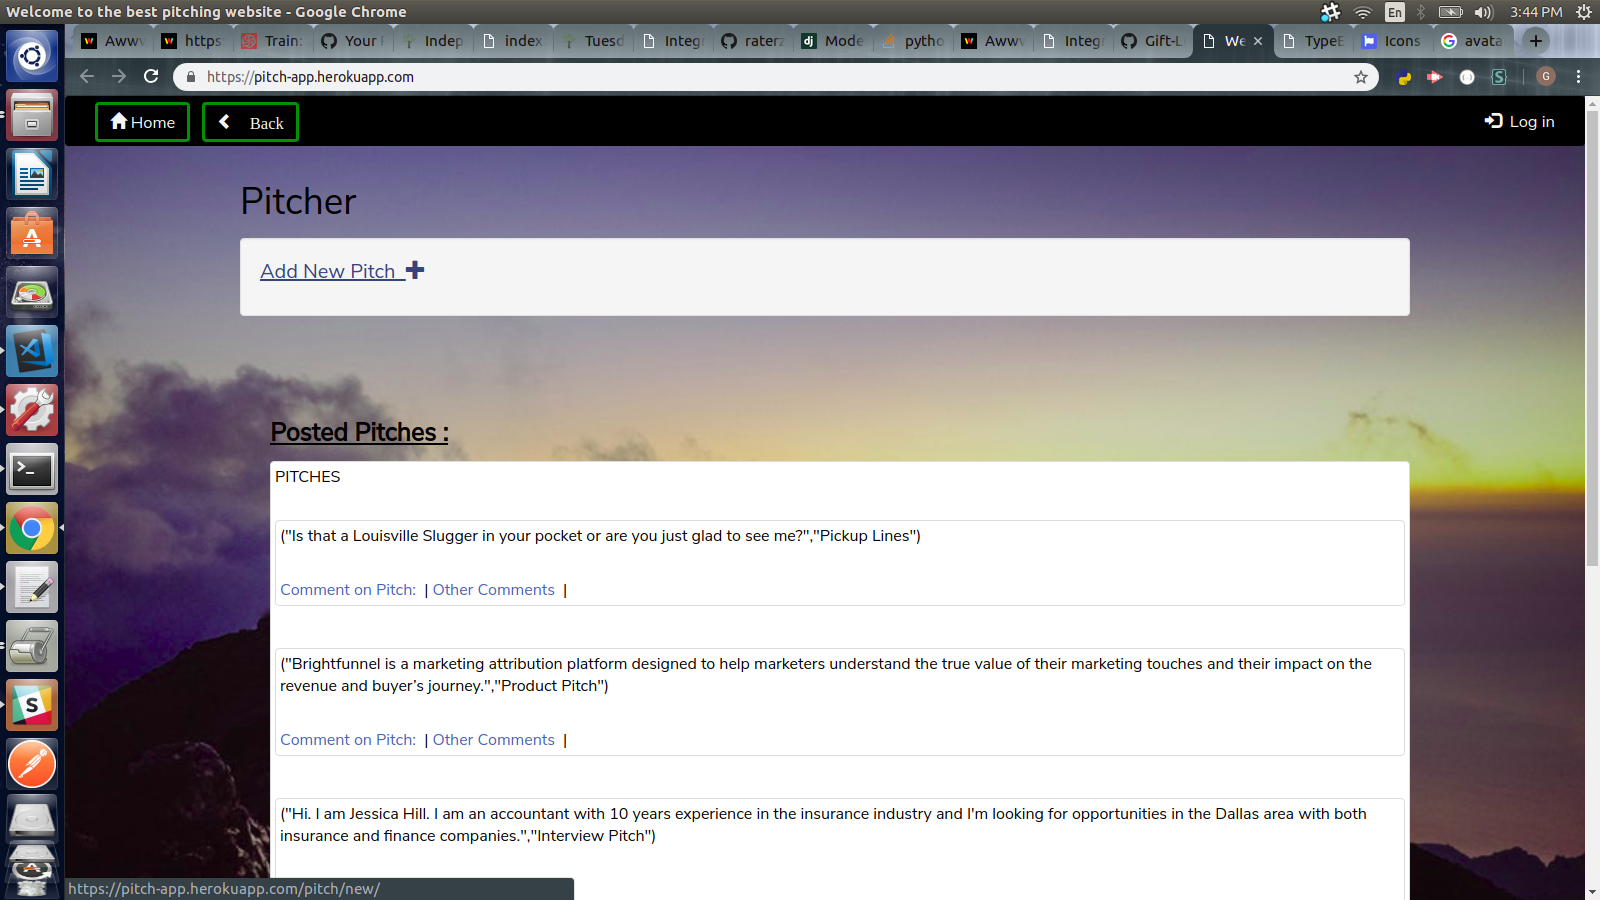 Welcome to the best pitching website - Google Chrome
En
3:44 PM
Awwv
https
Train:
Your
Indep
index
Tuesd
Integr
raterz
Mode
pytho
Awwv
Integr
Gift-L
We
TypeE
Icons
avata
https://pitch-app.herokuapp.com
G
Home
Back
Log in
Pitcher
Add New Pitch
Posted Pitches :
PITCHES
("Is that a Louisville Slugger in your pocket or are you just glad to see me?","Pickup Lines")
Comment on Pitch: | Other Comments |
("Brightfunnel is a marketing attribution platform designed to help marketers understand the true value of their marketing touches and their impact on the
revenue and buyer’s journey.","Product Pitch")
Comment on Pitch: | Other Comments |
("Hi. I am Jessica Hill. I am an accountant with 10 years experience in the insurance industry and I'm looking for opportunities in the Dallas area with both
insurance and finance companies.","Interview Pitch")
https://pitch-app.herokuapp.com/pitch/new/